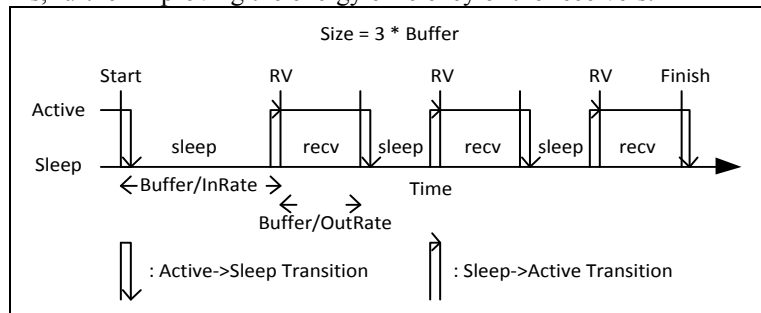 Size = 3 * Buffer
Start RV RV RV Finish
Active
sleep recv sleep recv sleep recv
Sleep
Buffer/InRate Time
Buffer/OutRate
: Active->Sleep Transition : Sleep->Active Transition